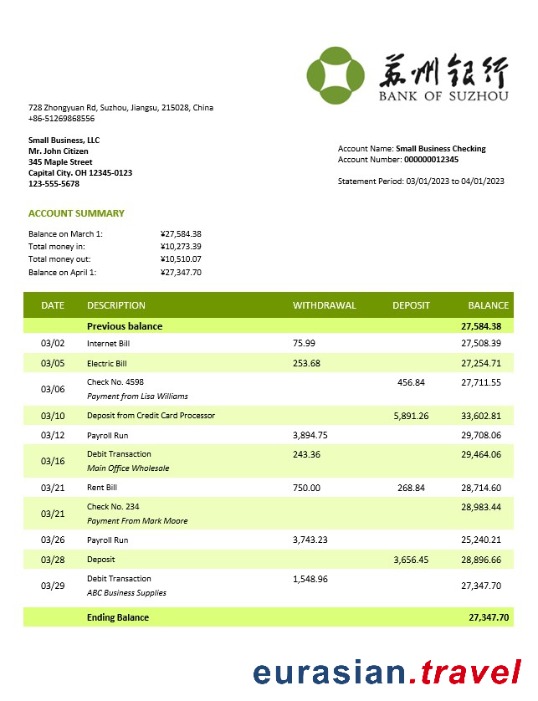 苏州银行
BANK OF SUZHOU
728 Zhongyuan Rd, Suzhou, Jiangsu, 215028, China
+86-51269868556
Small Business, LLC
Mr. John Citizen
345 Maple Street
Capital City. OH 12345-0123
123-555-5678
Account Name: Small Business Checking
Account Number: 000000012345
Statement Period: 03/01/2023 to 04/01/2023
ACCOUNT SUMMARY
Balance on March 1: ¥27,584.38
Total money in: ¥10,273.39
Total money out: ¥10,510.07
Balance on April 1: ¥27,347.70
DATE DESCRIPTION WITHDRAWAL DEPOSIT BALANCE
Previous balance 27,584.38
03/02 Internet Bill 75.99 27,508.39
03/05 Electric Bill 253.68 27,254.71
03/06 Check No. 4598 456.84 27,711.55
Payment from Lisa Williams
03/10 Deposit from Credit Card Processor 5,891.26 33,602.81
03/12 Payroll Run 3,894.75 29,708.06
03/16 Debit Transaction 243.36 29,464.06
Main Office Wholesale
03/21 Rent Bill 750.00 268.84 28,714.60
03/21 Check No. 234 28,983.44
Payment From Mark Moore
03/26 Payroll Run 3,743.23 25,240.21
03/28 Deposit 3,656.45 28,896.66
03/29 Debit Transaction 1,548.96 27,347.70
ABC Business Supplies
Ending Balance 27,347.70
eurasian.travel